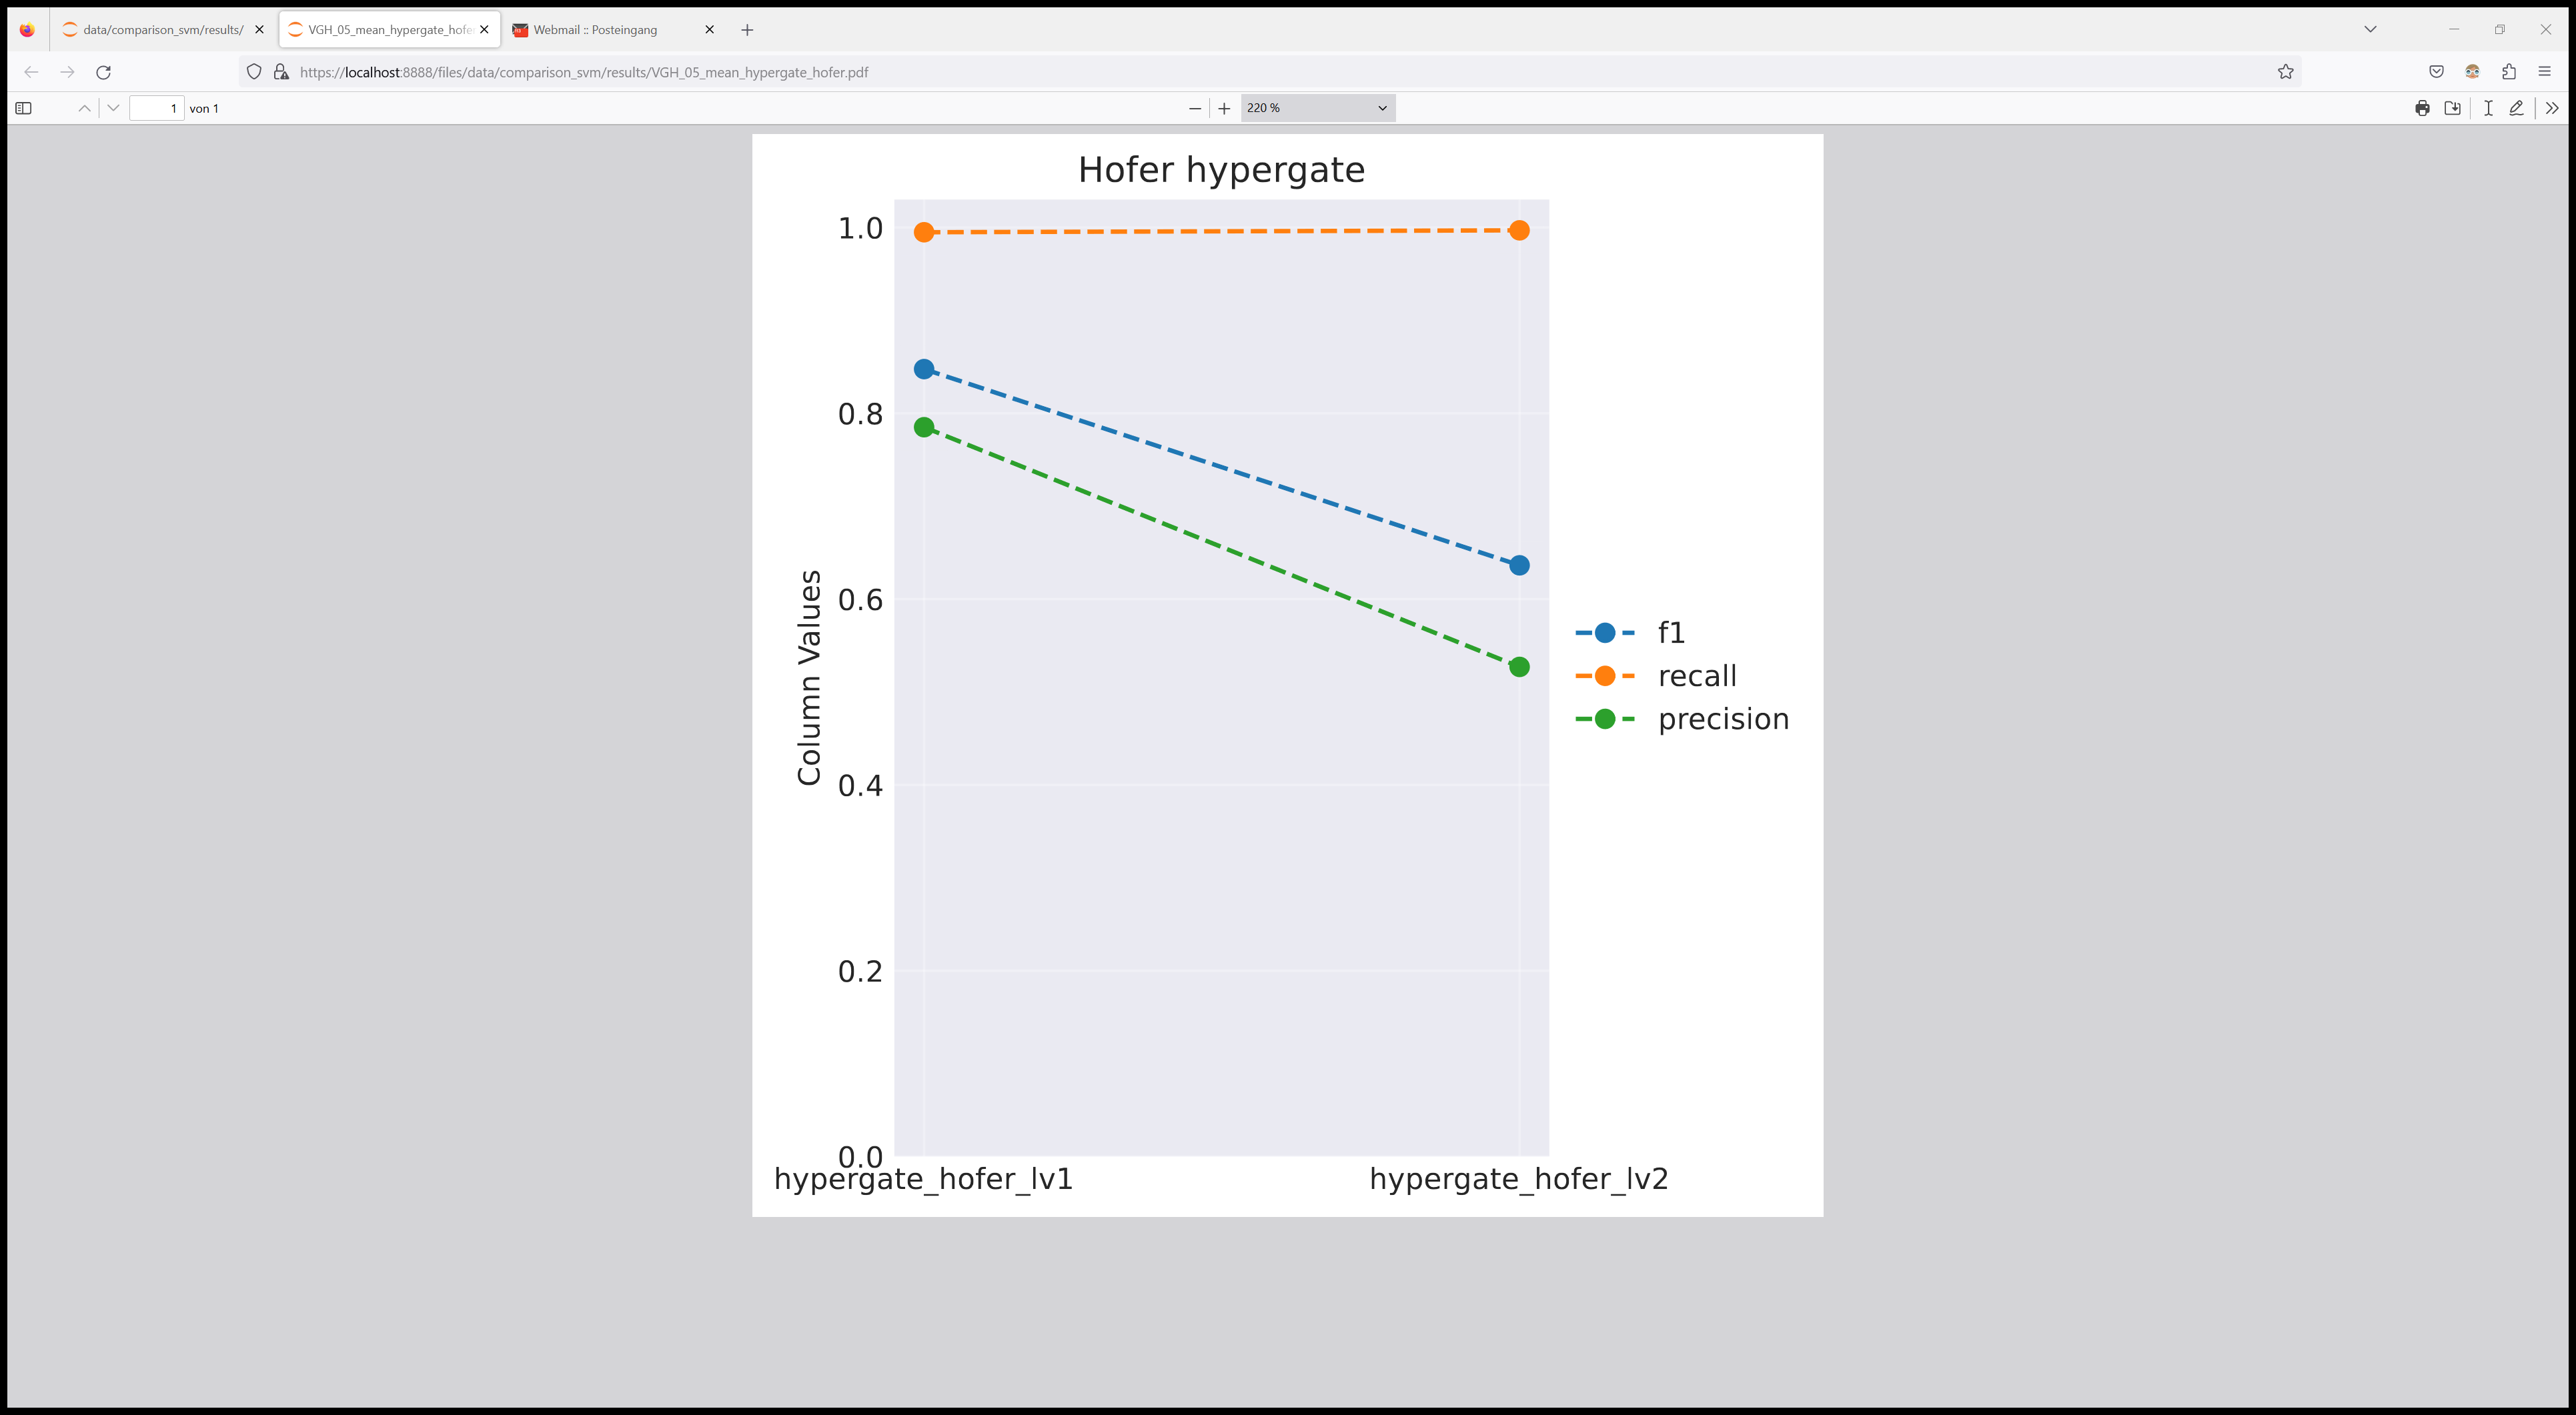 data/comparison_svm/results/
VGH_05_mean_hypergate_hofe
Webmail :: Posteingang
https://localhost:8888/files/data/comparison_svm/results/VGH_05_mean_hypergate_hofer.pdf
1 von 1
220 %
Hofer hypergate
1.0
0.8
0.6
0.4
0.2
0.0
Column Values
f1
recall
precision
hypergate_hofer_lv1
hypergate_hofer_lv2